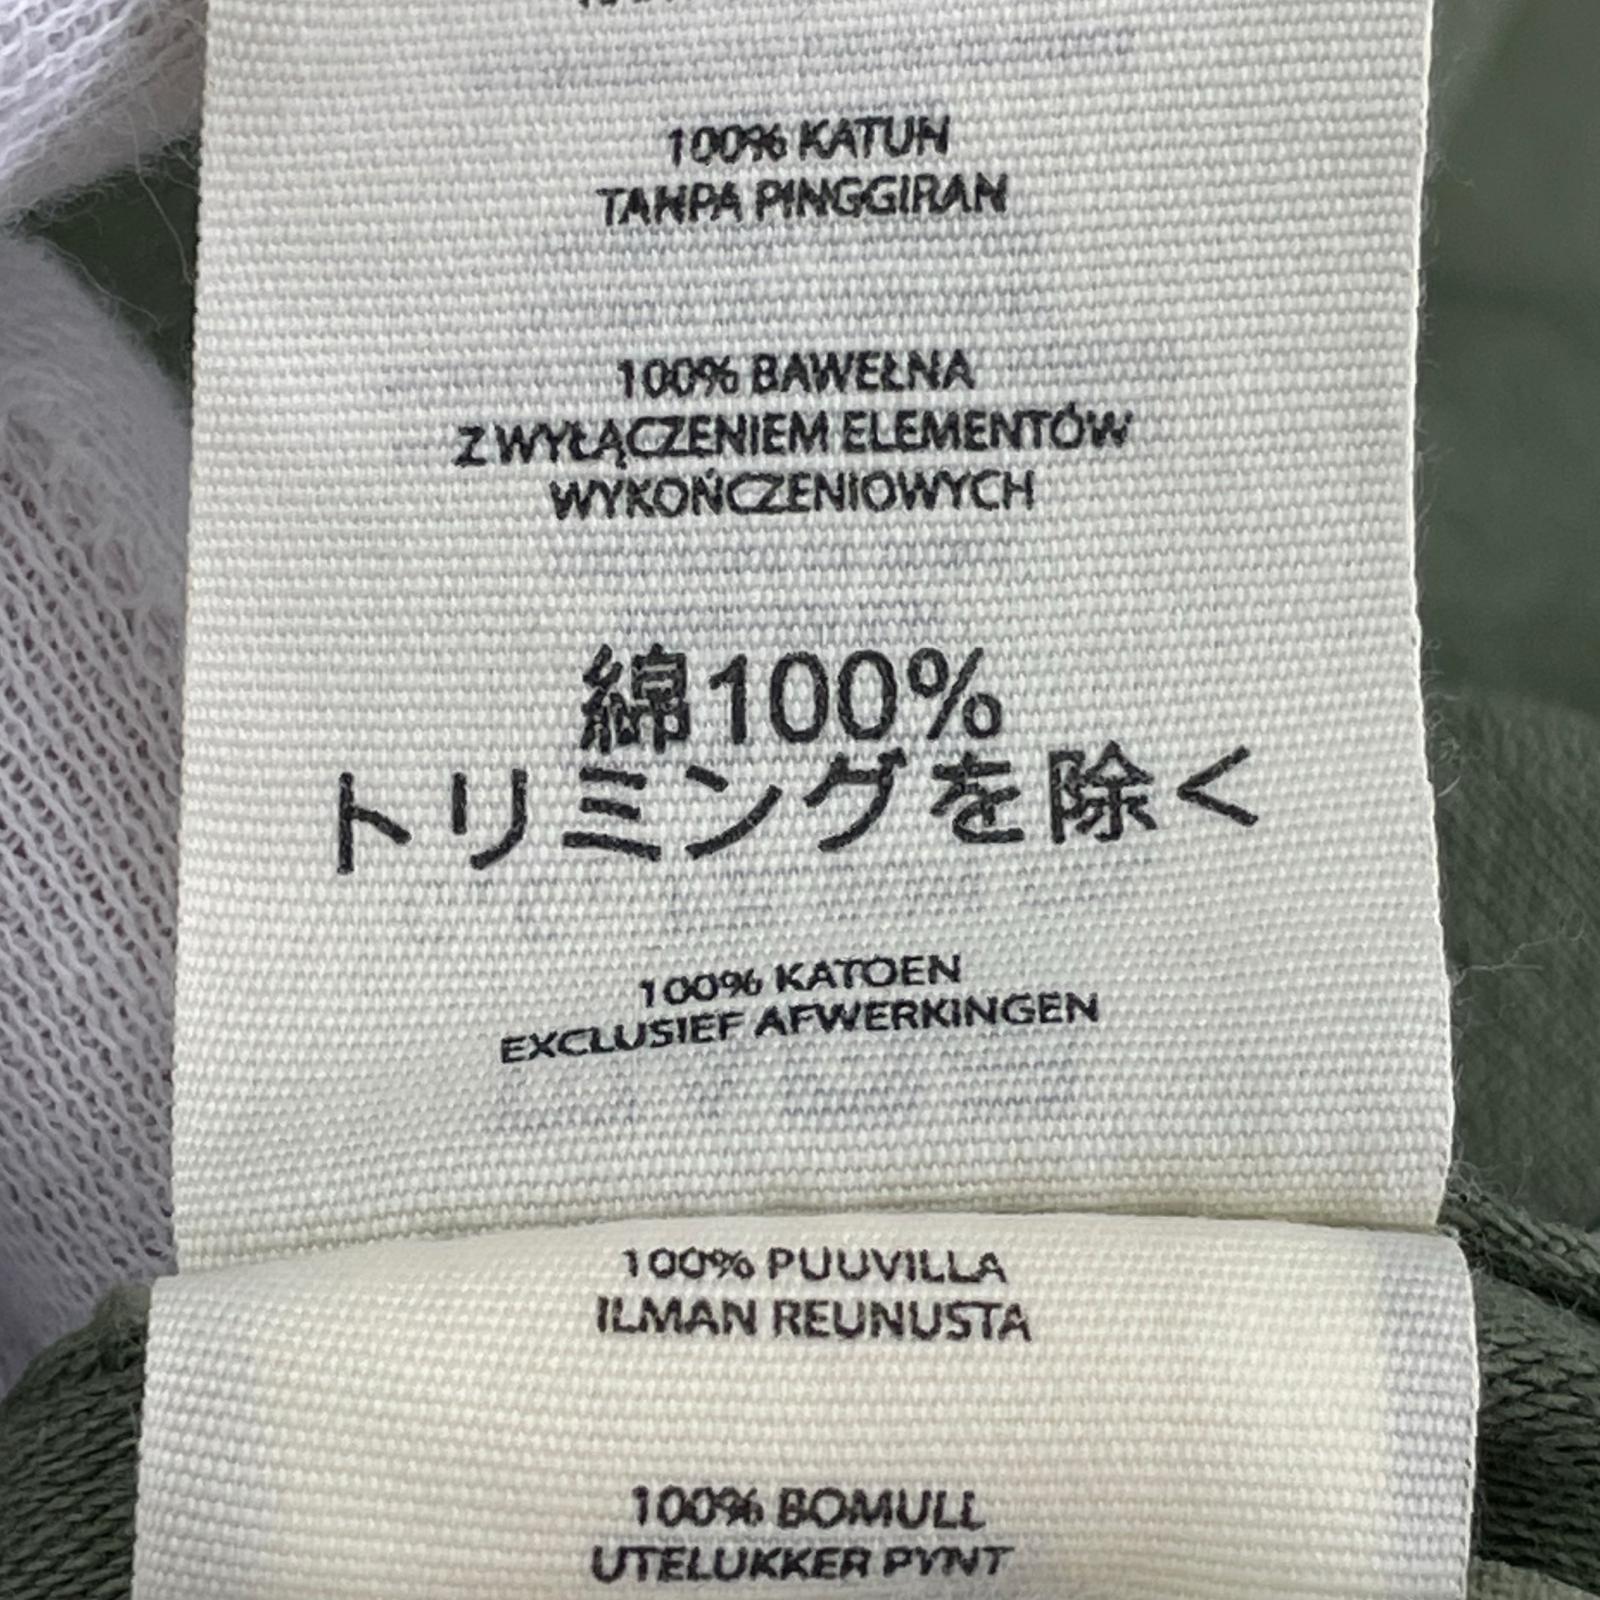 100% KATUN
TANPA PINGGIRAN
100% BAWEŁNA
Z WYŁĄCZENIEM ELEMENTÓW
WYKOŃCZENIOWYCH
綿100%
トリミングを除く
100% KATOEN
EXCLUSIEF AFWERKINGEN
100% PUUVILLA
ILMAN REUNUSTA
100% BOMULL
UTELUKKER PYNT